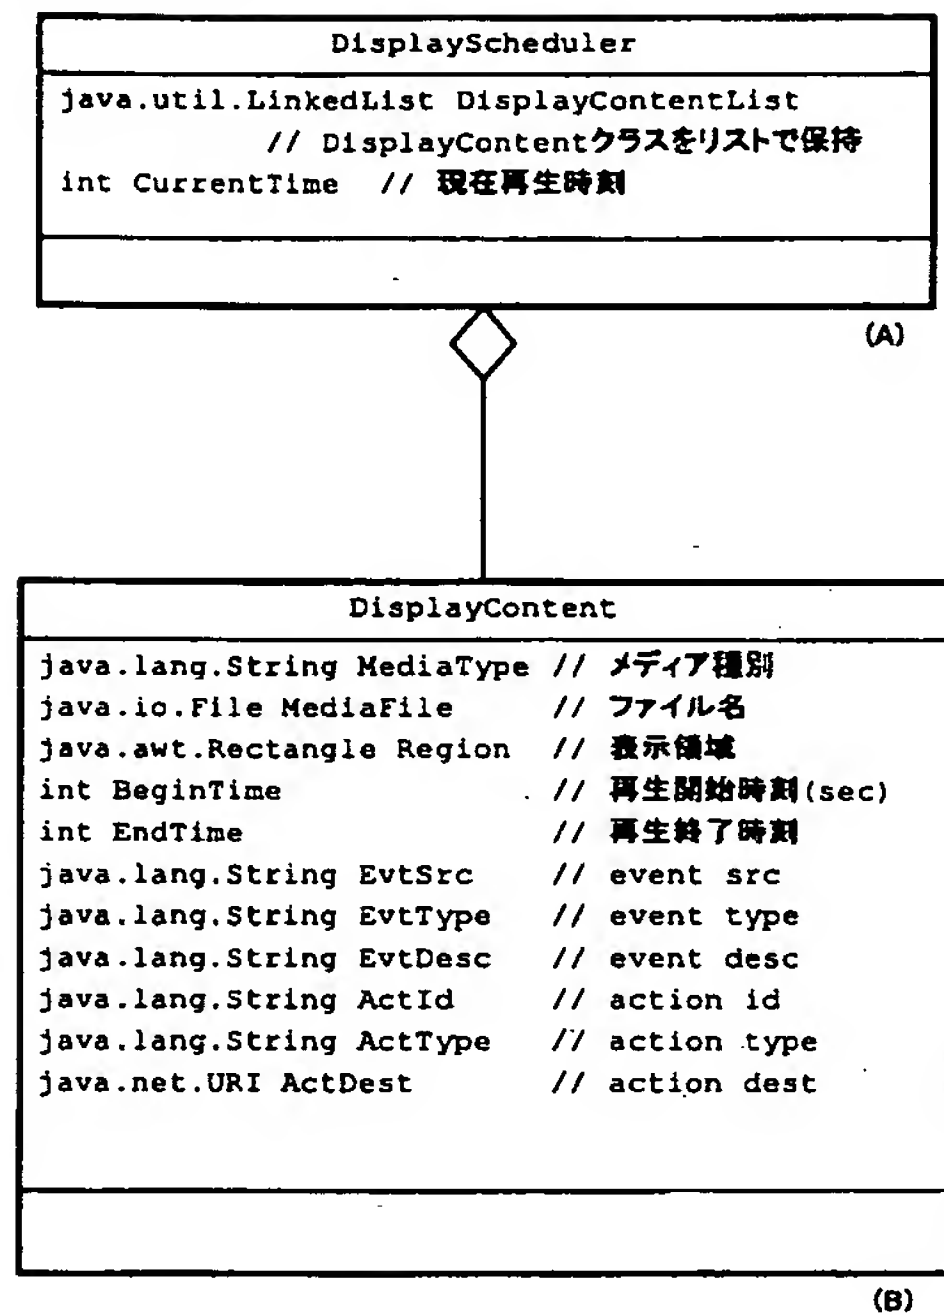 DisplayScheduler
java.util.LinkedList DisplayContentList
// DisplayContentクラスをリストで保持
int CurrentTime // 現在再生時刻
(A)
DisplayContent
java.lang.String MediaType // メディア種別
java.io.File MediaFile // ファイル名
java.awt.Rectangle Region // 表示領域
int BeginTime // 再生開始時刻(sec)
int EndTime // 再生終了時刻
java.lang.String EvtSrc // event src
java.lang.String EvtType // event type
java.lang.String EvtDesc // event desc
java.lang.String ActId // action id
java.lang.String ActType // action type
java.net.URI ActDest // action dest
(B)